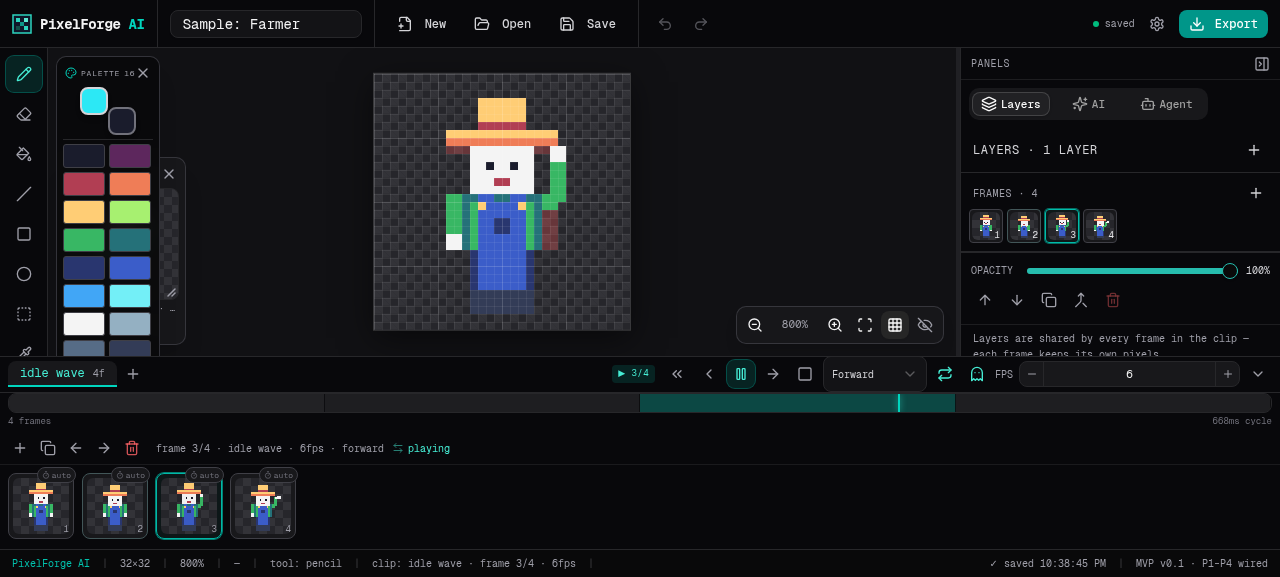 PixelForge AI
Sample: Farmer
New
Open
Save
saved
Export
PALETTE 16
PANELS
Layers
AI
Agent
LAYERS · 1 LAYER
FRAMES · 4
1
2
3
4
OPACITY
100%
Layers are shared by every frame in the clip —
each frame keeps its own pixels
800%
idle wave 4f
▶ 3/4
Forward
FPS
6
4 frames
668ms cycle
frame 3/4 · idle wave · 6fps · forward
playing
auto
auto
auto
auto
1
2
3
4
PixelForge AI
32×32
800%
—
tool: pencil
clip: idle wave · frame 3/4 · 6fps
✓ saved 10:38:45 PM
MVP v0.1 · P1–P4 wired